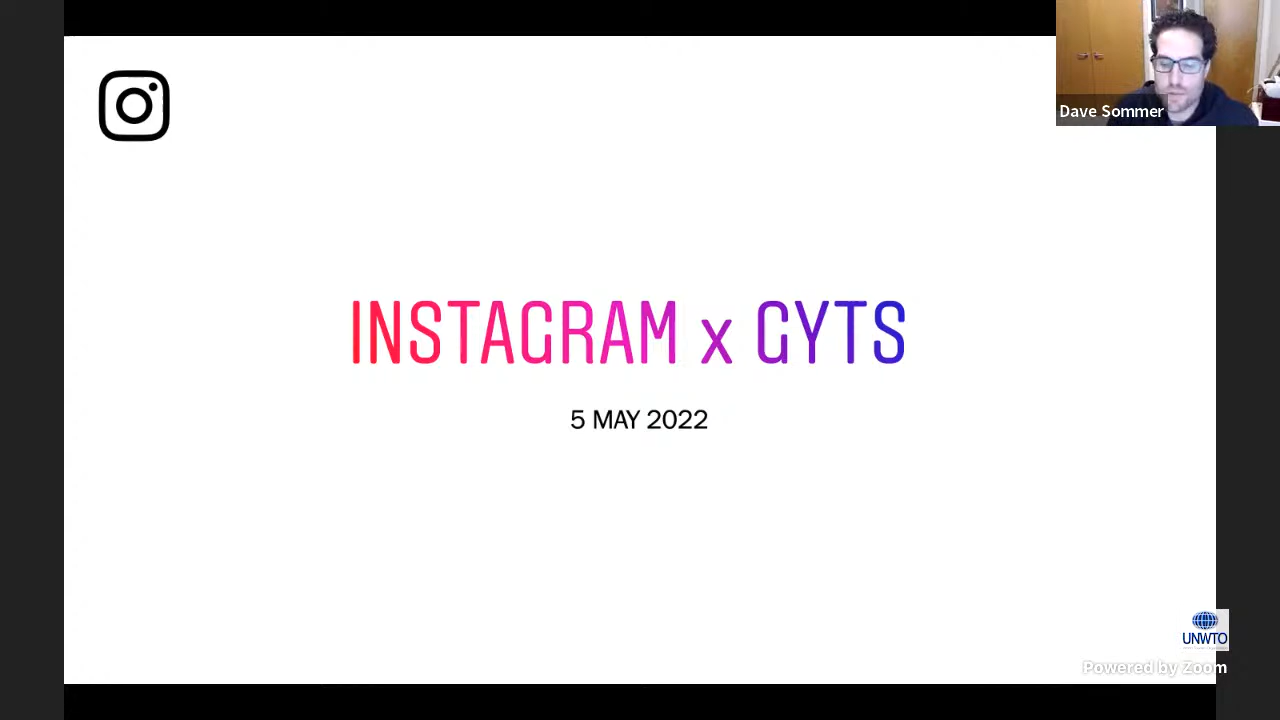 Dave Sommer
INSTAGRAM x GYTS
5 MAY 2022
UNWTO
Powered by Zoom